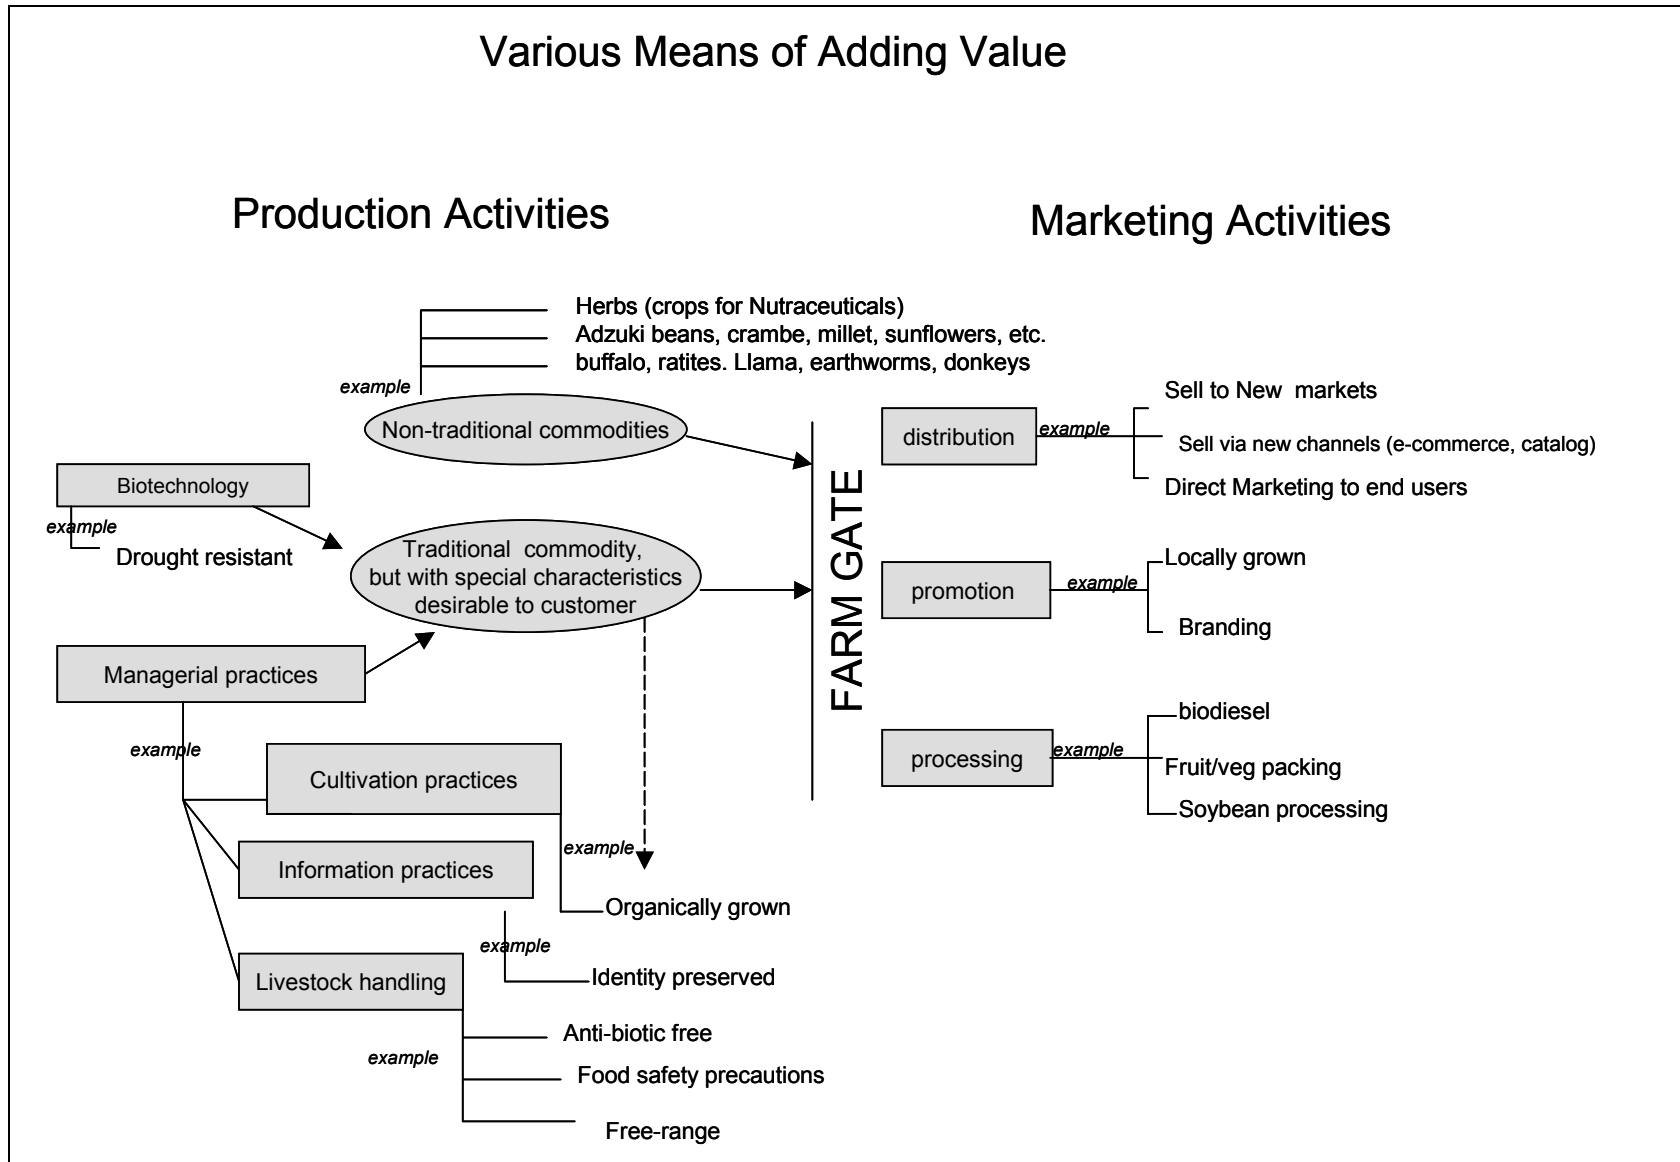 Various Means of Adding Value
Production Activities
Marketing Activities
Herbs (crops for Nutraceuticals)
Adzuki beans, crambe, millet, sunflowers, etc.
buffalo, ratites. Llama, earthworms, donkeys
example
Non-traditional commodities
Biotechnology
example
Drought resistant
Traditional commodity,
but with special characteristics
desirable to customer
Managerial practices
example
Cultivation practices
example
Information practices
Organically grown
example
Identity preserved
Livestock handling
Anti-biotic free
example
Food safety precautions
Free-range
FARM GATE
Sell to New markets
distribution
example
Sell via new channels (e-commerce, catalog)
Direct Marketing to end users
Locally grown
promotion
example
Branding
biodiesel
processing
example
Fruit/veg packing
Soybean processing